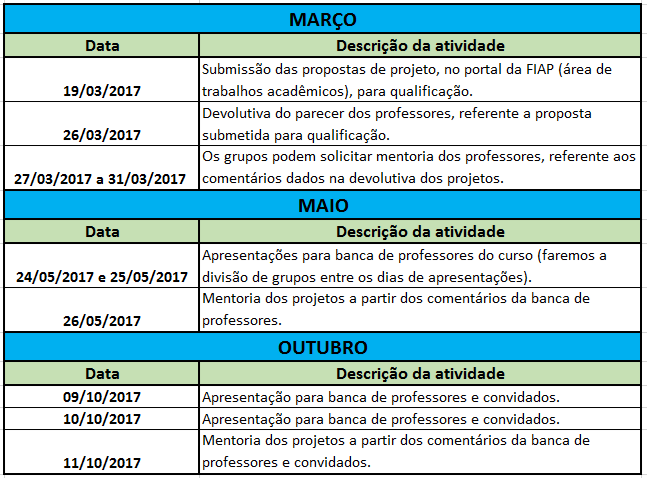 MARÇO
Data Descrição da atividade
Submissão das propostas de projeto, no portal da FIAP (área de
19/03/2017 trabalhos acadêmicos), para qualificação.
Devolutiva do parecer dos professores, referente a proposta
26/03/2017 submetida para qualificação.
Os grupos podem solicitar mentoria dos professores, referente aos
27/03/2017 a 31/03/2017 comentários dados na devolutiva dos projetos.
MAIO
Data Descrição da atividade
Apresentações para banca de professores do curso (faremos a
24/05/2017 e 25/05/2017 divisão de grupos entre os dias de apresentações).
Mentoria dos projetos a partir dos comentários da banca de
26/05/2017 professores.
OUTUBRO
Data Descrição da atividade
09/10/2017 Apresentação para banca de professores e convidados.
10/10/2017 Apresentação para banca de professores e convidados.
Mentoria dos projetos a partir dos comentários da banca de
11/10/2017 professores e convidados.